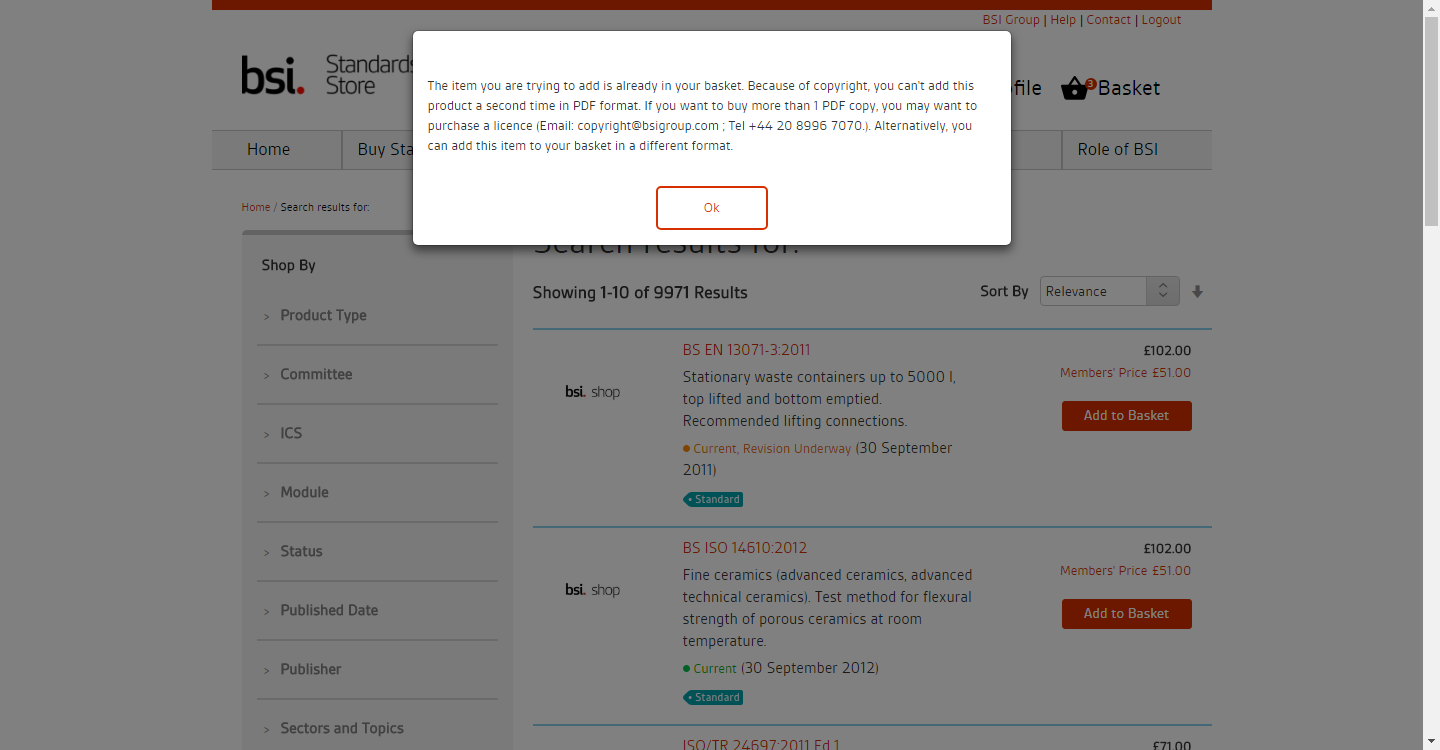 BSI Group | Help | Contact | Logout
bsi. Standards
Store
file
3
Basket
The item you are trying to add is already in your basket. Because of copyright, you can't add this
product a second time in PDF format. If you want to buy more than 1 PDF copy, you may want to
purchase a licence (Email: copyright@bsigroup.com ; Tel +44 20 8996 7070.). Alternatively, you
can add this item to your basket in a different format.
Ok
Home
Buy Sta
Role of BSI
Home / Search results for:
Search results for:
Shop By
> Product Type
> Committee
> ICS
> Module
> Status
> Published Date
> Publisher
> Sectors and Topics
Showing 1-10 of 9971 Results
Sort By
Relevance
bsi. shop
BS EN 13071-3:2011
Stationary waste containers up to 5000 l,
top lifted and bottom emptied.
Recommended lifting connections.
Current, Revision Underway (30 September
2011)
Standard
£102.00
Members' Price £51.00
Add to Basket
bsi. shop
BS ISO 14610:2012
Fine ceramics (advanced ceramics, advanced
technical ceramics). Test method for flexural
strength of porous ceramics at room
temperature.
Current (30 September 2012)
Standard
£102.00
Members' Price £51.00
Add to Basket
ISO/TR 24697:2011 Ed 1
£71.00